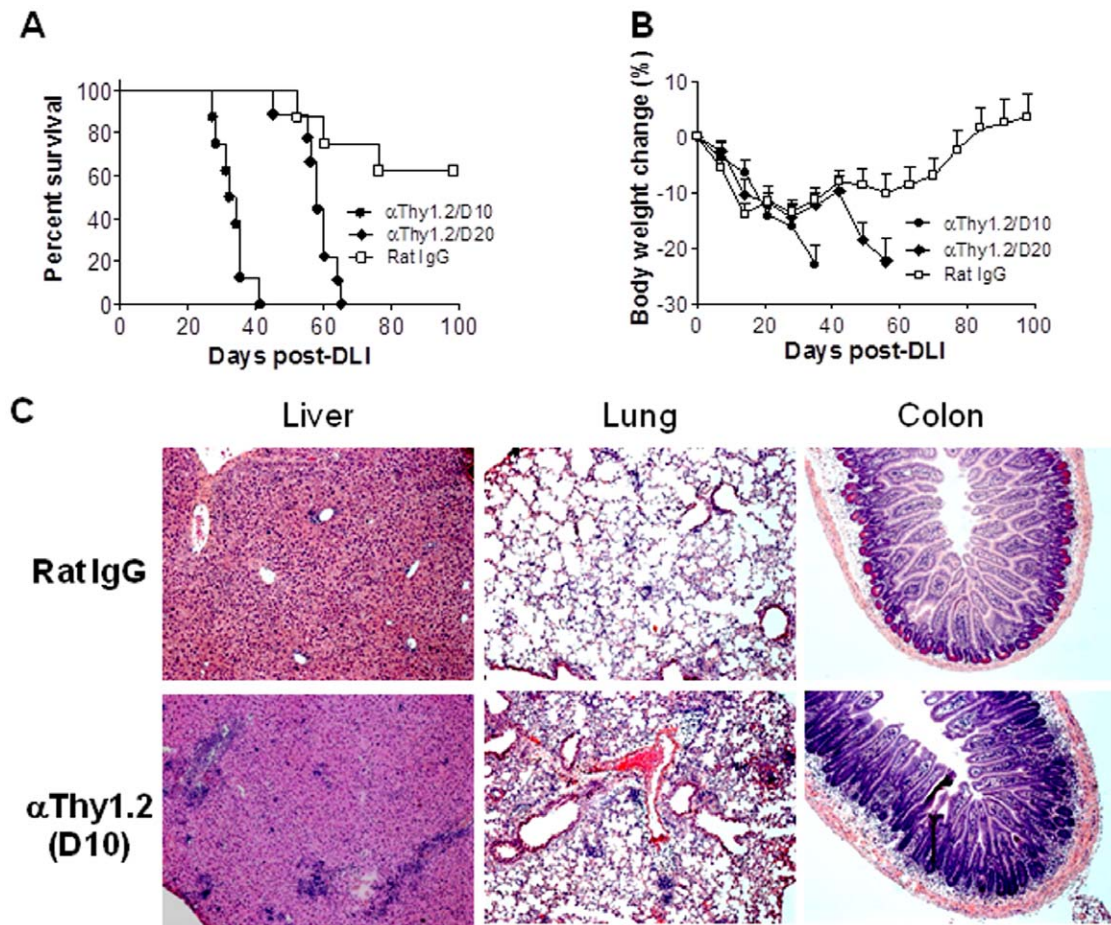 A
Percent survival
100
80
60
40
20
0
αThy1.2/D10
αThy1.2/D20
Rat IgG
0 20 40 60 80 100
Days post-DLI
B
Body weight change (%)
10
0
-10
-20
-30
αThy1.2/D10
αThy1.2/D20
Rat IgG
0 20 40 60 80 100
Days post-DLI
C
Liver Lung Colon
Rat IgG
αThy1.2
(D10)